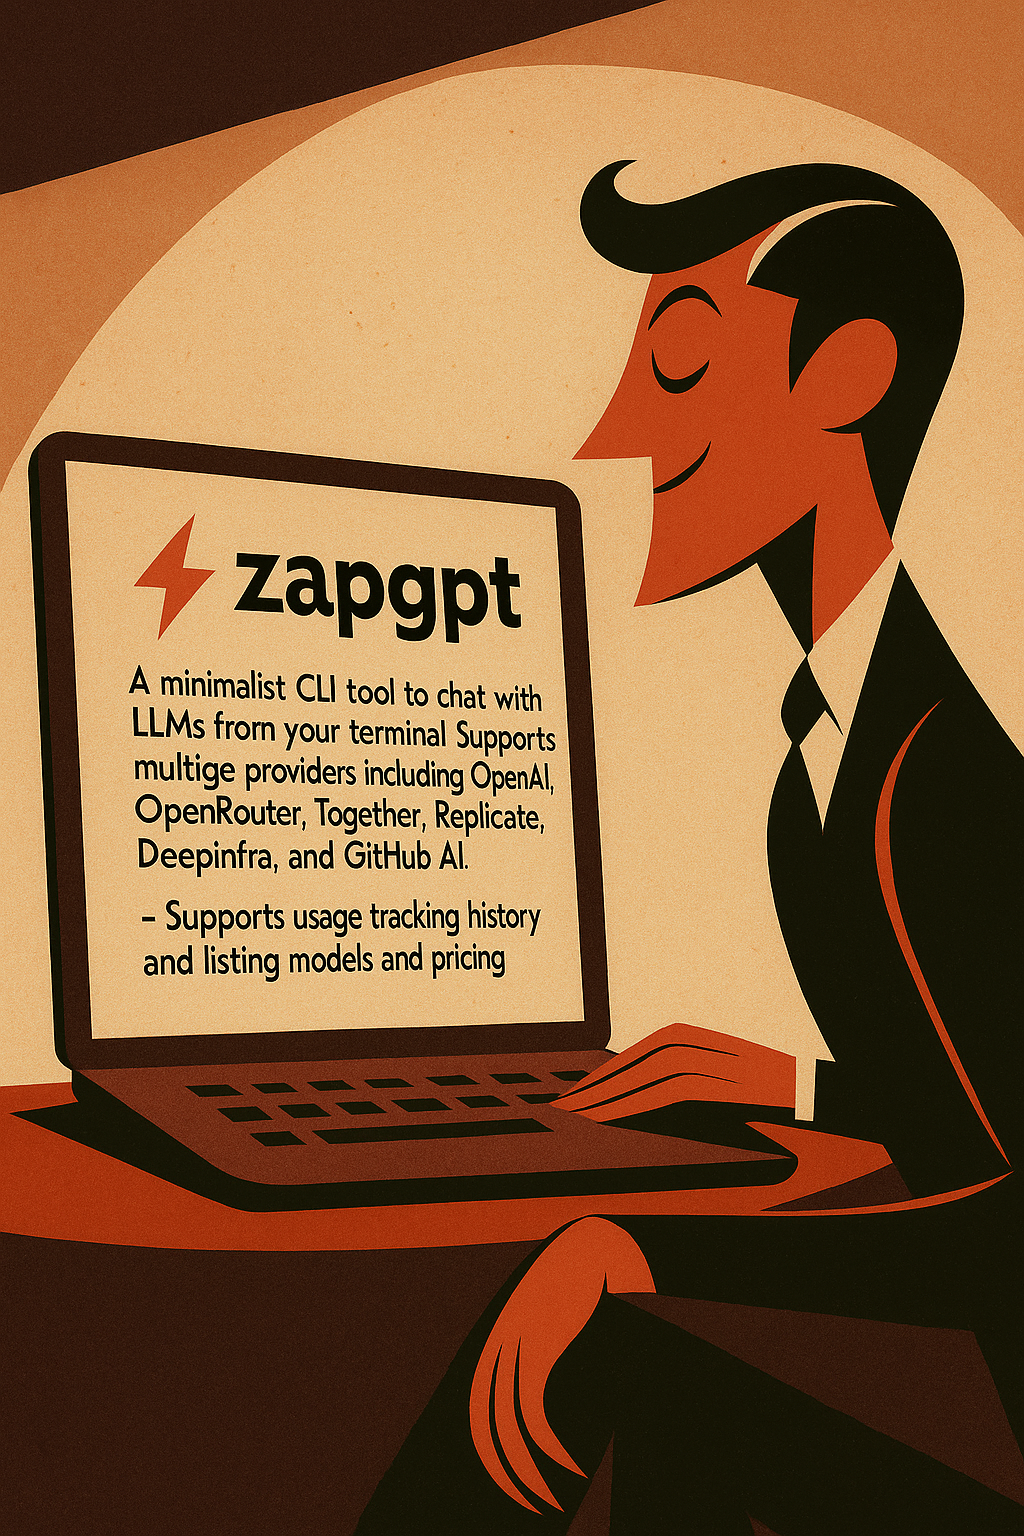 zapgpt
A minimalist CLI tool to chat with
LLMs from your terminal Supports
multige providers including OpenAI,
OpenRouter, Together, Replicate,
Deepinfra, and GitHub AI.
– Supports usage tracking history
and listing models and pricing